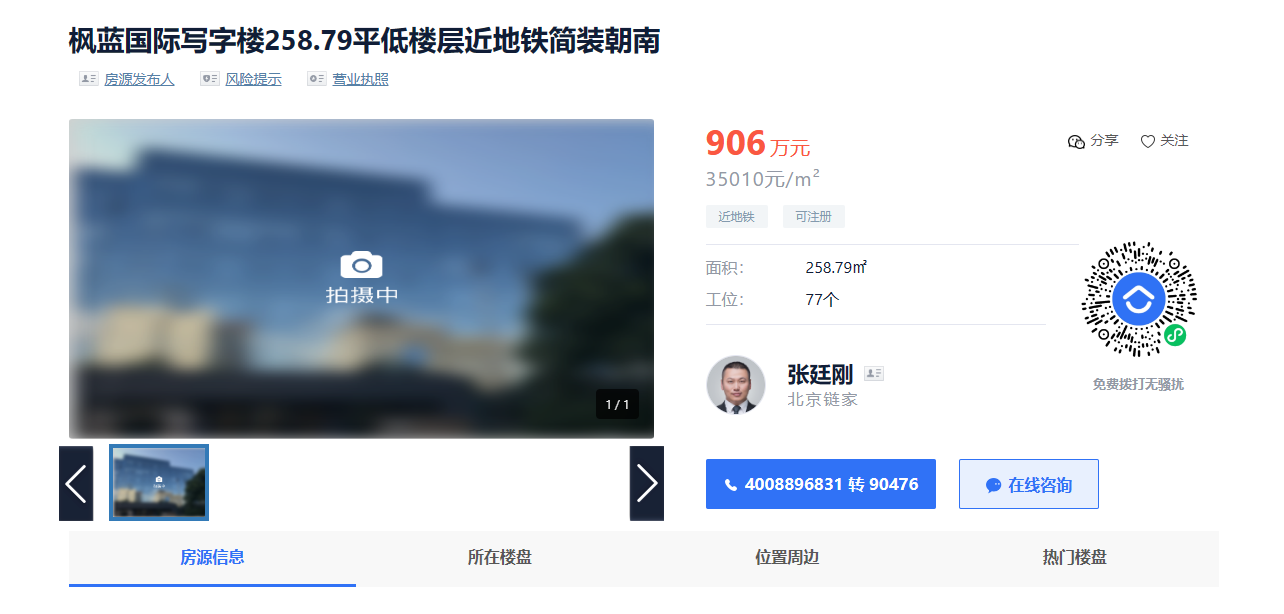 枫蓝国际写字楼258.79平低楼层近地铁简装朝南
房源发布人 风险提示 营业执照
拍摄中
1 / 1
906 万元
分享 关注
35010元/m²
近地铁 可注册
面积： 258.79㎡
工位： 77个
张廷刚
北京链家
免费拨打无骚扰
4008896831 转 90476
在线咨询
房源信息 所在楼盘 位置周边 热门楼盘